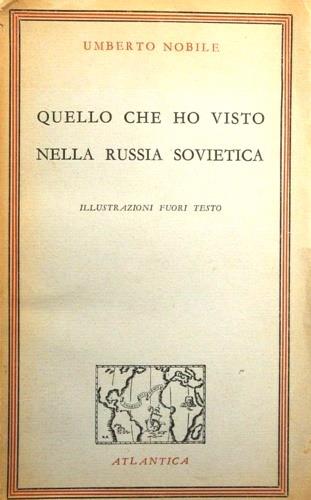 UMBERTO NOBILE
QUELLO CHE HO VISTO
NELLA RUSSIA SOVIETICA
ILLUSTRAZIONI FUORI TESTO
ATLANTICA